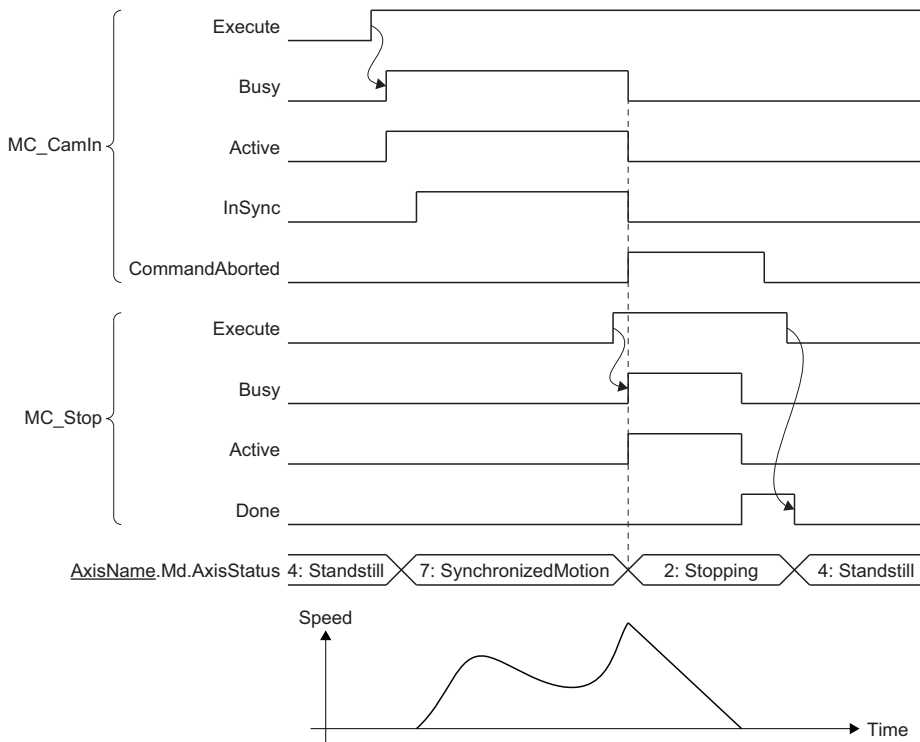 MC_CamIn
Execute
Busy
Active
InSync
CommandAborted
MC_Stop
Execute
Busy
Active
Done
AxisName.Md.AxisStatus 4: Standstill 7: SynchronizedMotion 2: Stopping 4: Standstill
Speed
Time